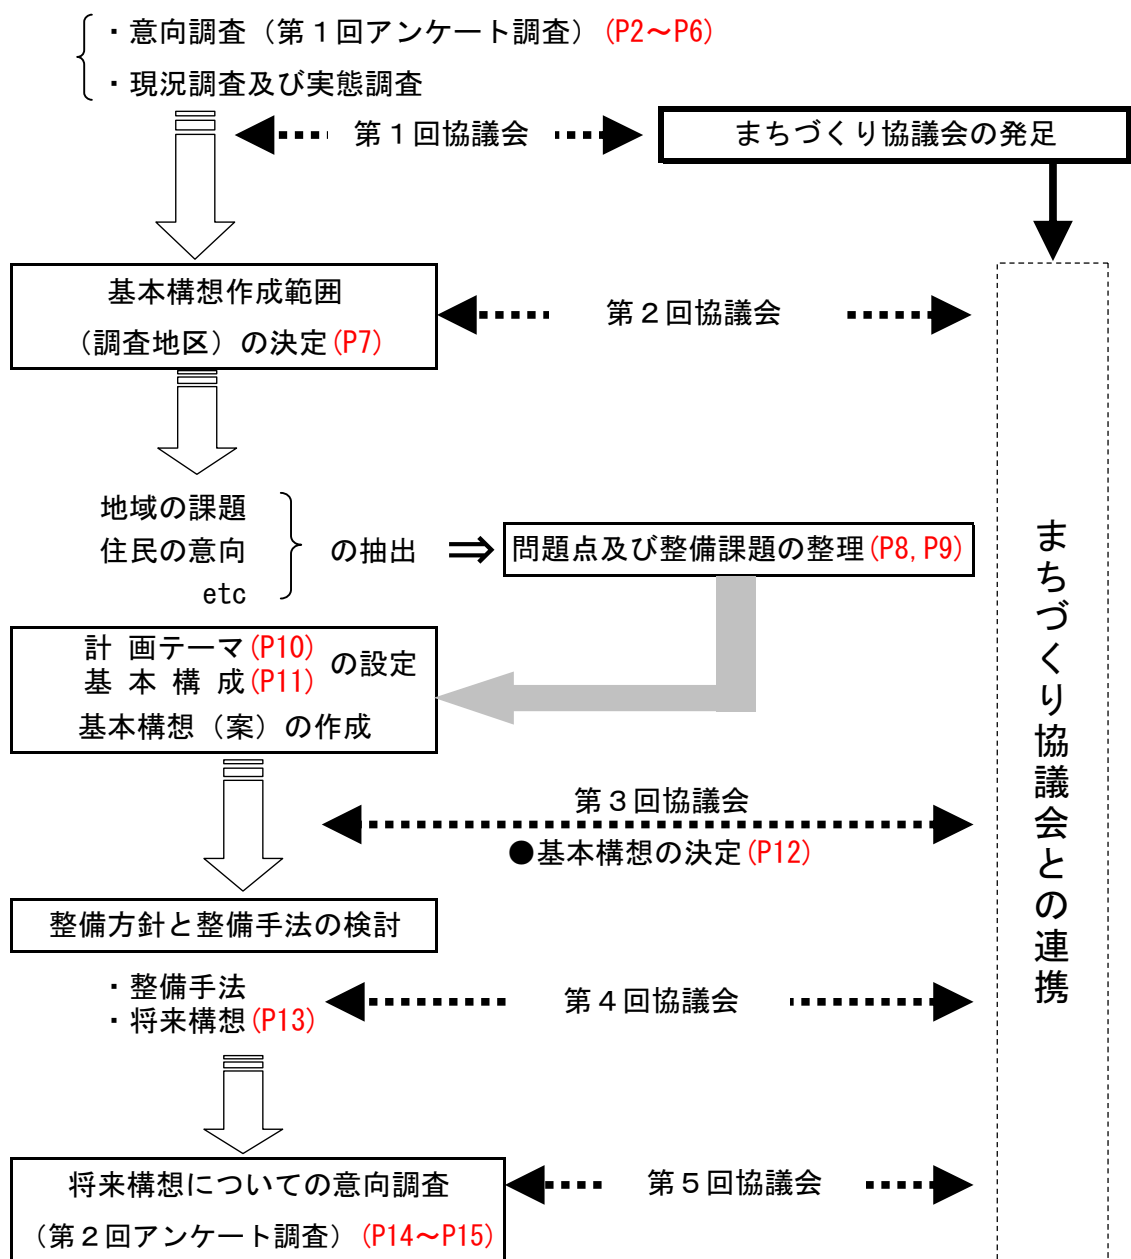 ・意向調査（第１回アンケート調査）(P2～P6)
・現況調査及び実態調査
第１回協議会
まちづくり協議会の発足
基本構想作成範囲
（調査地区）の決定(P7)
第２回協議会
地域の課題
住民の意向
etc
の抽出
⇒
問題点及び整備課題の整理(P8, P9)
計 画テーマ(P10)
基 本 構 成(P11)
の設定
基本構想（案）の作成
第３回協議会
●基本構想の決定(P12)
整備方針と整備手法の検討
・整備手法
・将来構想(P13)
第４回協議会
将来構想についての意向調査
（第２回アンケート調査）(P14～P15)
第５回協議会
まちづくり協議会との連携